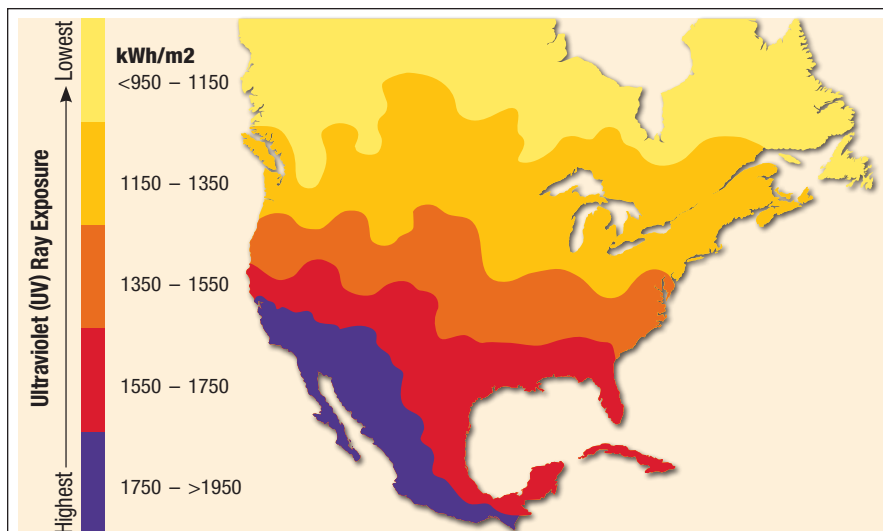 Ultraviolet (UV) Ray Exposure
Lowest
Highest
kWh/m2
<950 – 1150
1150 – 1350
1350 – 1550
1550 – 1750
1750 – >1950